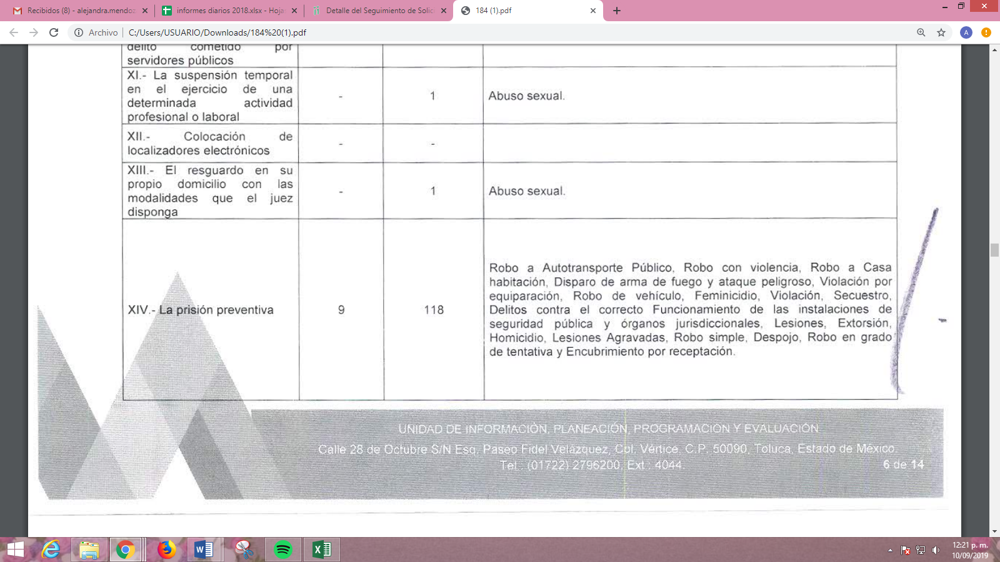 Recibidos (8) - alejandra.mendoz
informes diarios 2018.xlsx - Hoja
Detalle del Seguimiento de Solic
184 (1).pdf
Archivo
C:/Users/USUARIO/Downloads/184%20(1).pdf
A
delito cometido por
servidores públicos
XI.- La suspensión temporal
en el ejercicio de una
determinada actividad
profesional o laboral
-
1
Abuso sexual.
XII.- Colocación de
localizadores electrónicos
-
-
XIII.- El resguardo en su
propio domicilio con las
modalidades que el juez
disponga
-
1
Abuso sexual.
XIV.- La prisión preventiva
9
118
Robo a Autotransporte Público, Robo con violencia, Robo a Casa
habitación, Disparo de arma de fuego y ataque peligroso, Violación por
equiparación, Robo de vehículo, Feminicidio, Violación, Secuestro,
Delitos contra el correcto Funcionamiento de las instalaciones de
seguridad pública y órganos jurisdiccionales, Lesiones, Extorsión,
Homicidio, Lesiones Agravadas, Robo simple, Despojo, Robo en grado
de tentativa y Encubrimiento por receptación.
UNIDAD DE INFORMACIÓN, PLANEACIÓN, PROGRAMACIÓN Y EVALUACIÓN
Calle 28 de Octubre S/N Esq. Paseo Fidel Velázquez, Col. Vértice, C.P. 50090, Toluca, Estado de México.
Tel.: (01722) 2796200, Ext.: 4044.
6 de 14
12:21 p. m.
10/09/2019